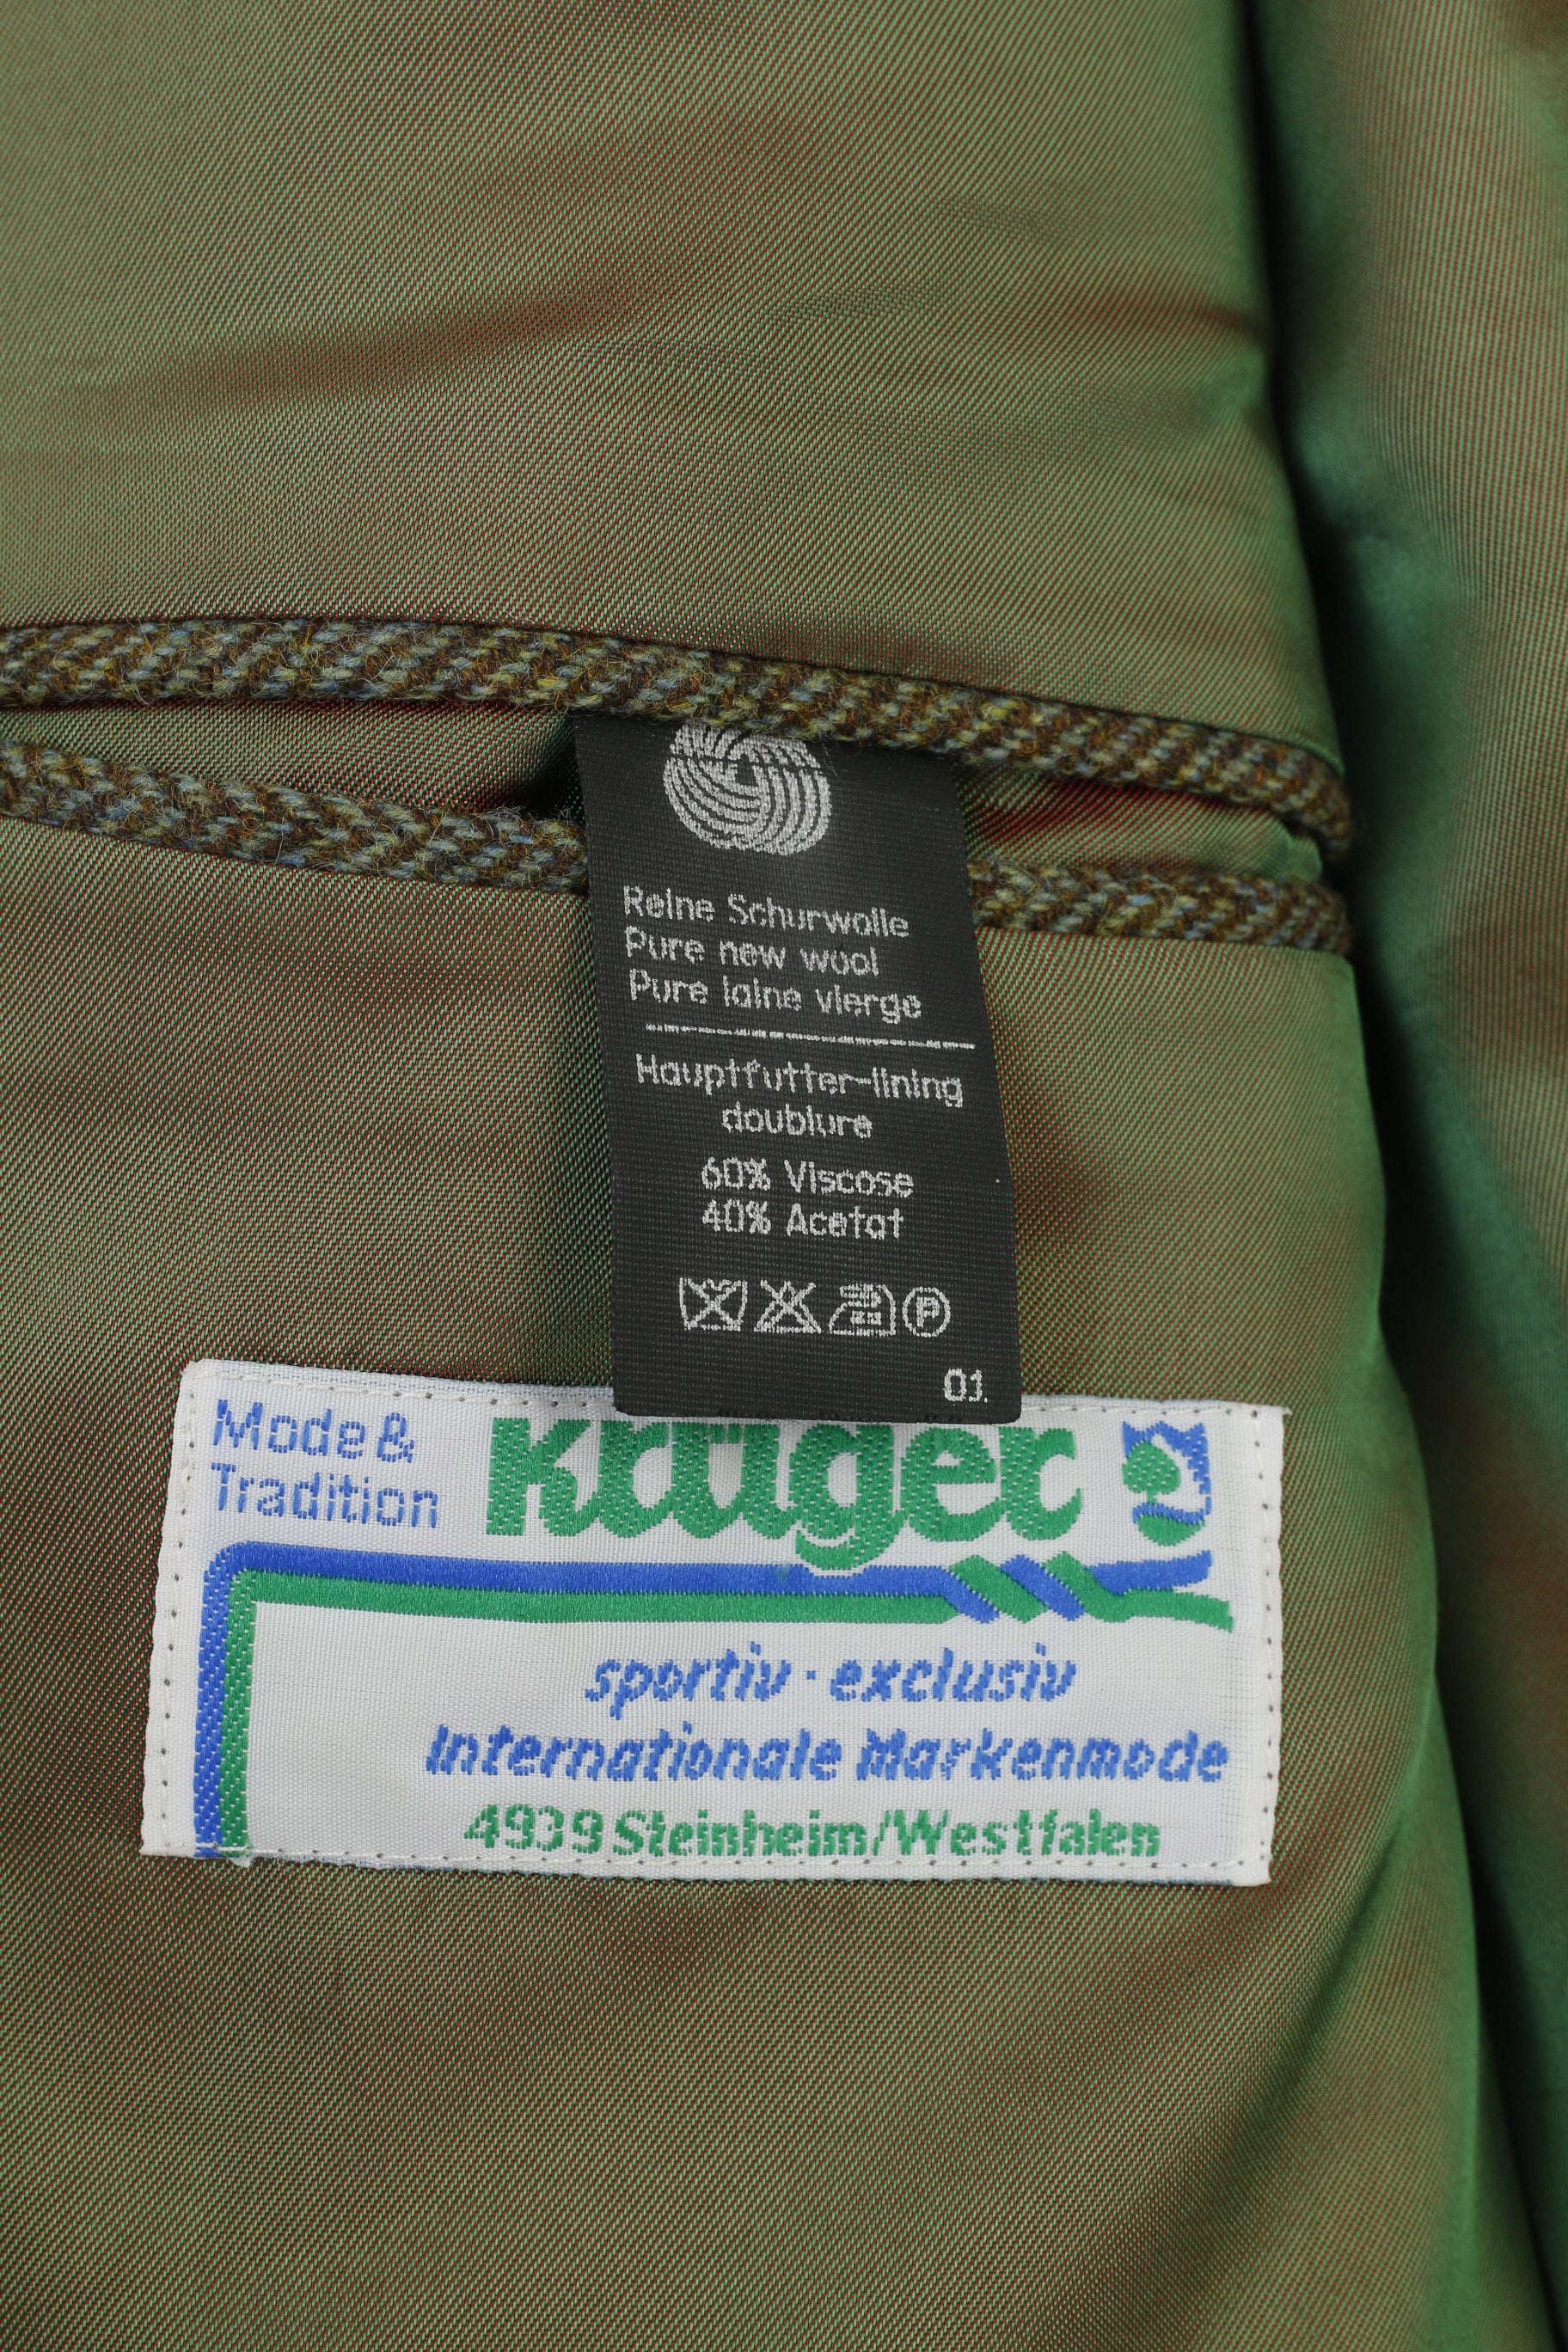 Reine Schurwolle
Pure new wool
Pure laine vierge
Hauptfutter-lining
doublure
60% Viscose
40% Acetat
P
01.
Mode &
Tradition
Krüger
sportiv · exclusiv
Internationale Markenmode
4939 Steinheim/Westfalen